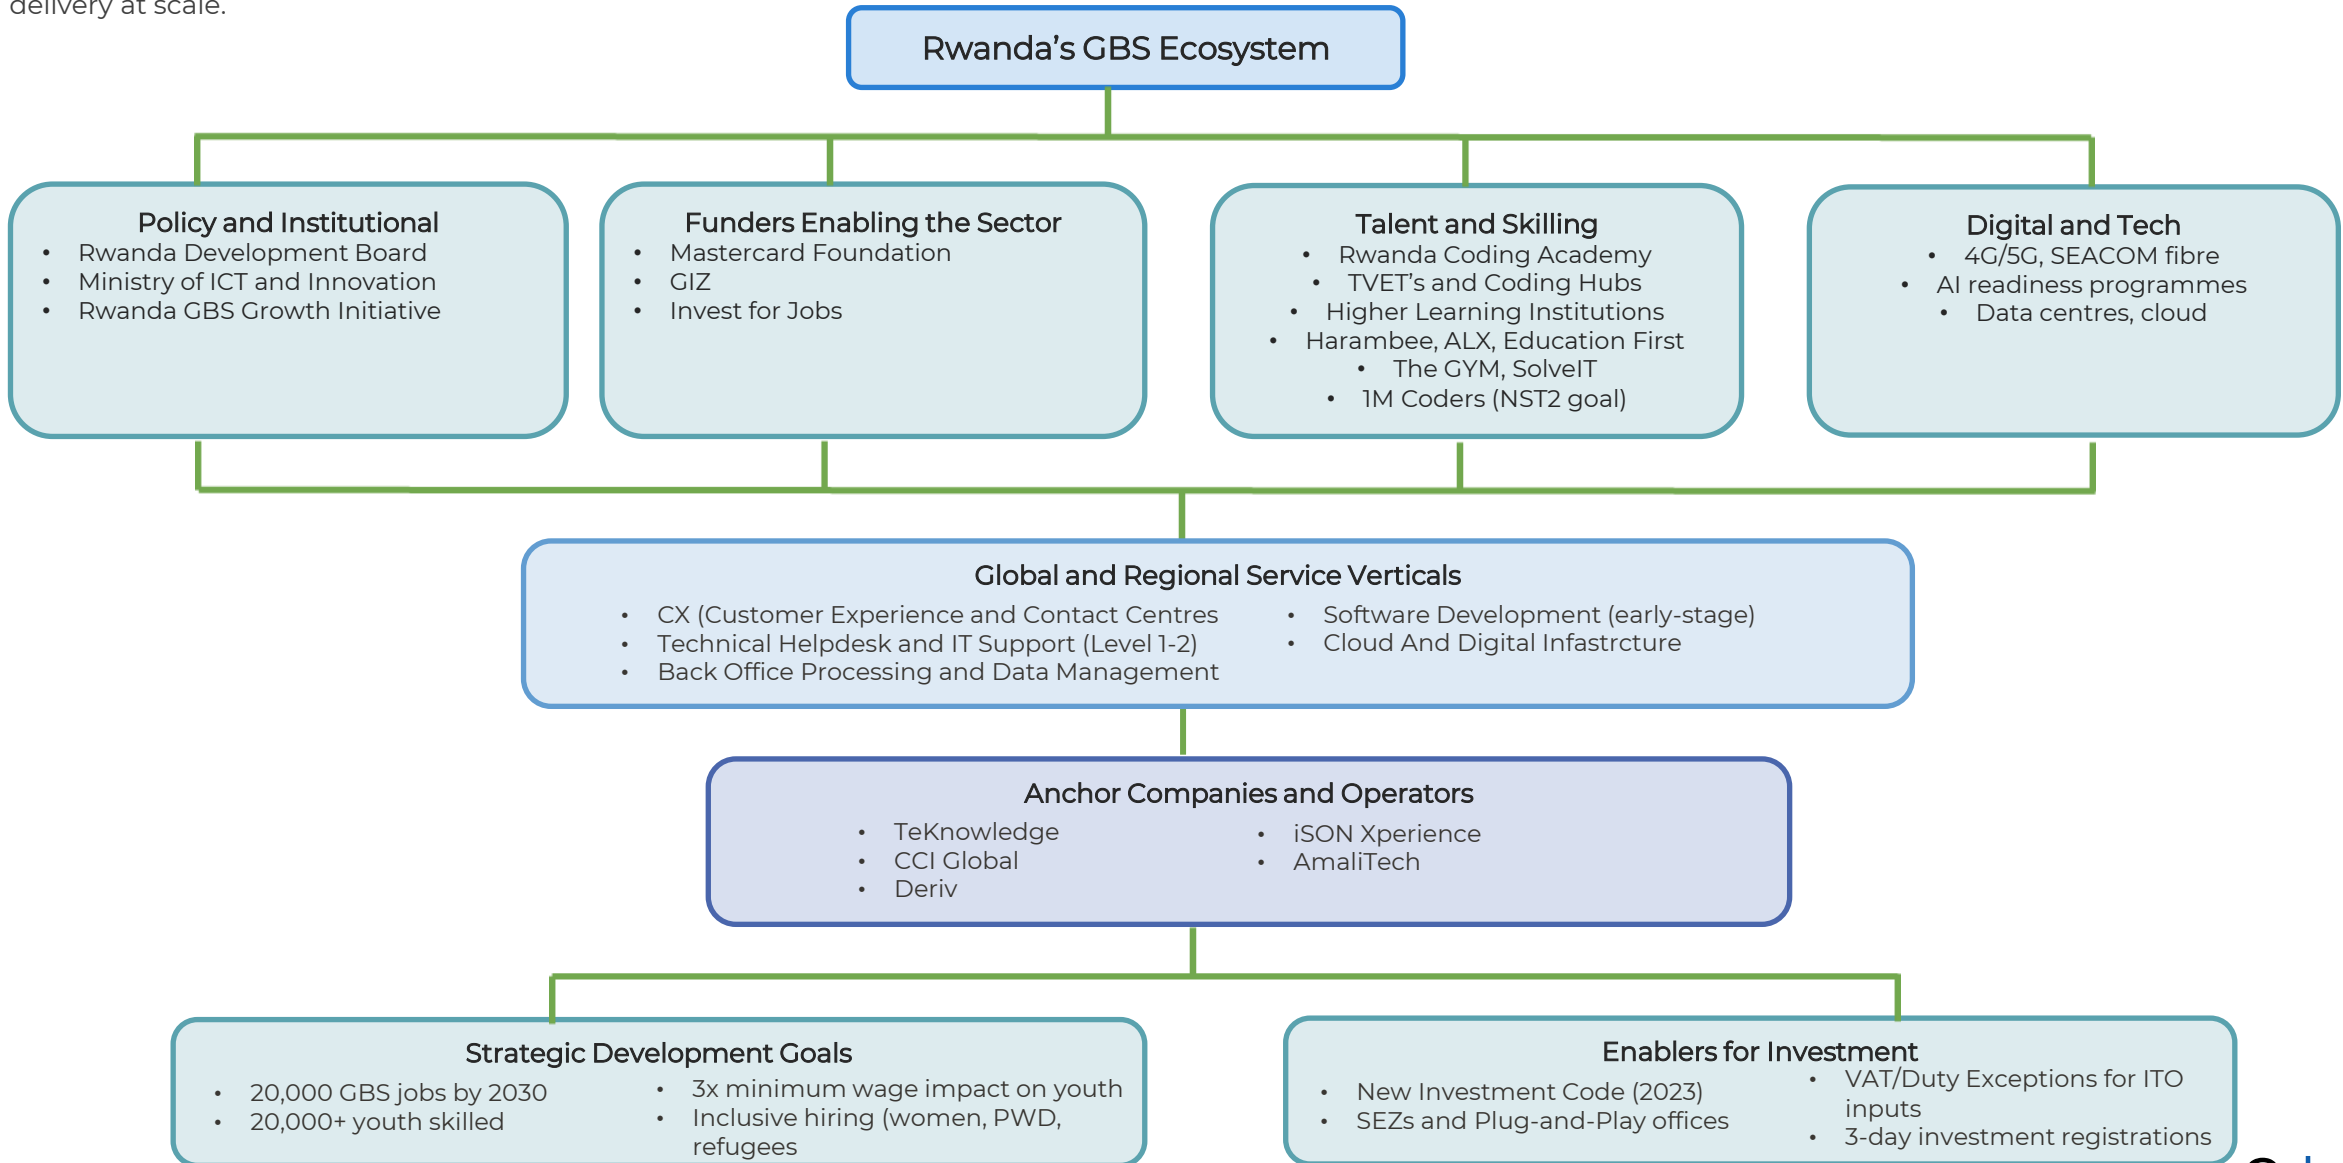 delivery at scale.
Rwanda’s GBS Ecosystem
Policy and Institutional
• Rwanda Development Board
• Ministry of ICT and Innovation
• Rwanda GBS Growth Initiative
Funders Enabling the Sector
• Mastercard Foundation
• GIZ
• Invest for Jobs
Talent and Skilling
• Rwanda Coding Academy
• TVET’s and Coding Hubs
• Higher Learning Institutions
• Harambee, ALX, Education First
• The GYM, SolveIT
• 1M Coders (NST2 goal)
Digital and Tech
• 4G/5G, SEACOM fibre
• AI readiness programmes
• Data centres, cloud
Global and Regional Service Verticals
• CX (Customer Experience and Contact Centres
• Technical Helpdesk and IT Support (Level 1-2)
• Back Office Processing and Data Management
• Software Development (early-stage)
• Cloud And Digital Infastrcture
Anchor Companies and Operators
• TeKnowledge
• CCI Global
• Deriv
• iSON Xperience
• AmaliTech
Strategic Development Goals
• 20,000 GBS jobs by 2030
• 20,000+ youth skilled
• 3x minimum wage impact on youth
• Inclusive hiring (women, PWD,
refugees
Enablers for Investment
• New Investment Code (2023)
• SEZs and Plug-and-Play offices
• VAT/Duty Exceptions for ITO
inputs
• 3-day investment registrations